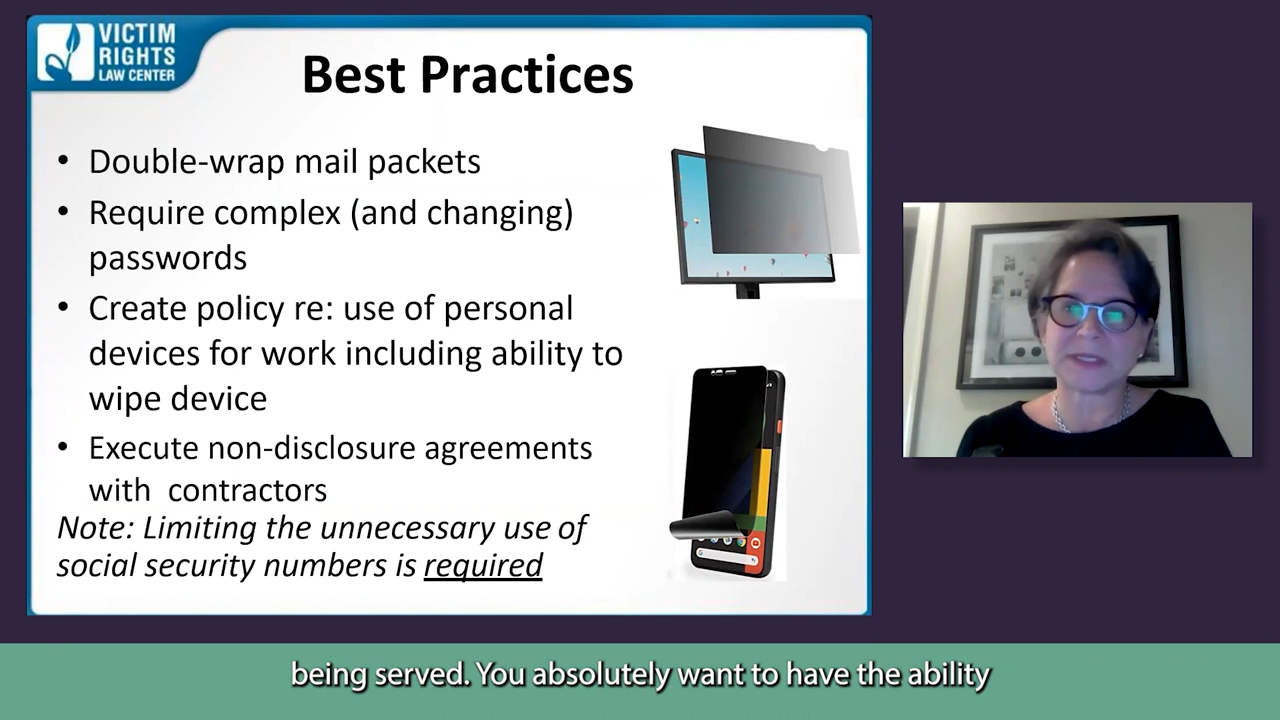 VICTIM
RIGHTS
LAW CENTER
Best Practices
• Double-wrap mail packets
• Require complex (and changing)
passwords
• Create policy re: use of personal
devices for work including ability to
wipe device
• Execute non-disclosure agreements
with contractors
Note: Limiting the unnecessary use of
social security numbers is required
being served. You absolutely want to have the ability